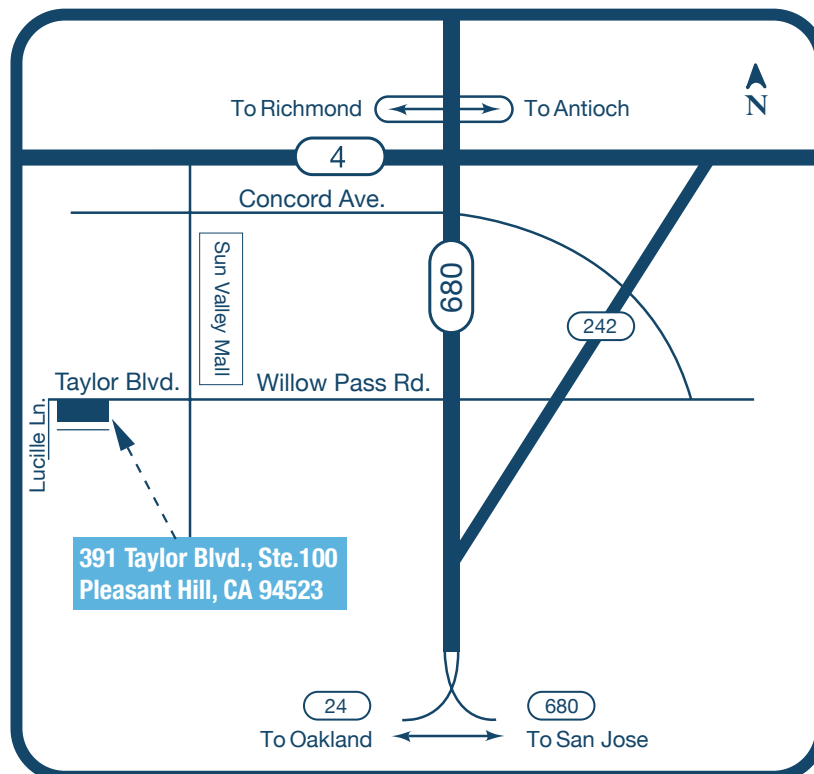 To Richmond
To Antioch
N
4
Concord Ave.
Sun Valley Mall
680
242
Taylor Blvd.
Willow Pass Rd.
Lucille Ln.
391 Taylor Blvd., Ste.100
Pleasant Hill, CA 94523
24
680
To Oakland
To San Jose